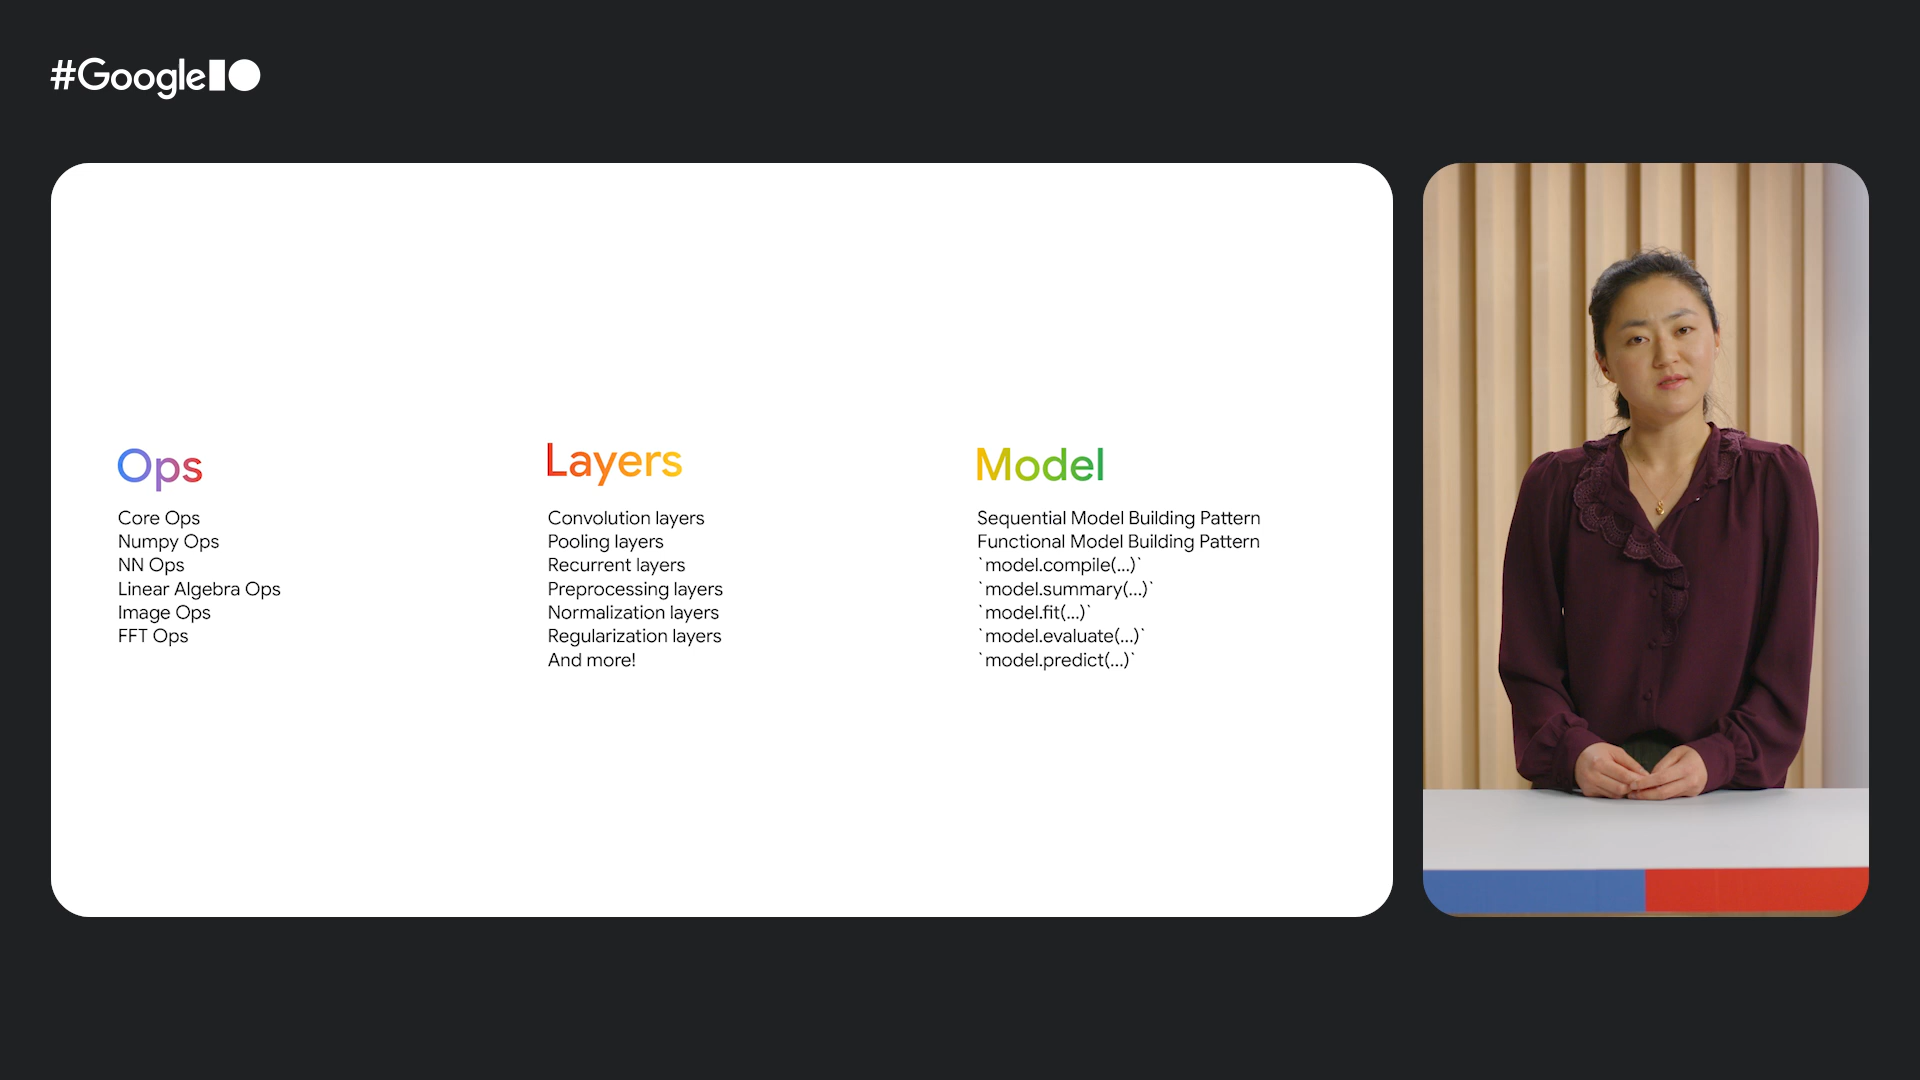 #GoogleIO
Ops
Core Ops
Numpy Ops
NN Ops
Linear Algebra Ops
Image Ops
FFT Ops
Layers
Convolution layers
Pooling layers
Recurrent layers
Preprocessing layers
Normalization layers
Regularization layers
And more!
Model
Sequential Model Building Pattern
Functional Model Building Pattern
`model.compile(...)`
`model.summary(...)`
`model.fit(...)`
`model.evaluate(...)`
`model.predict(...)`